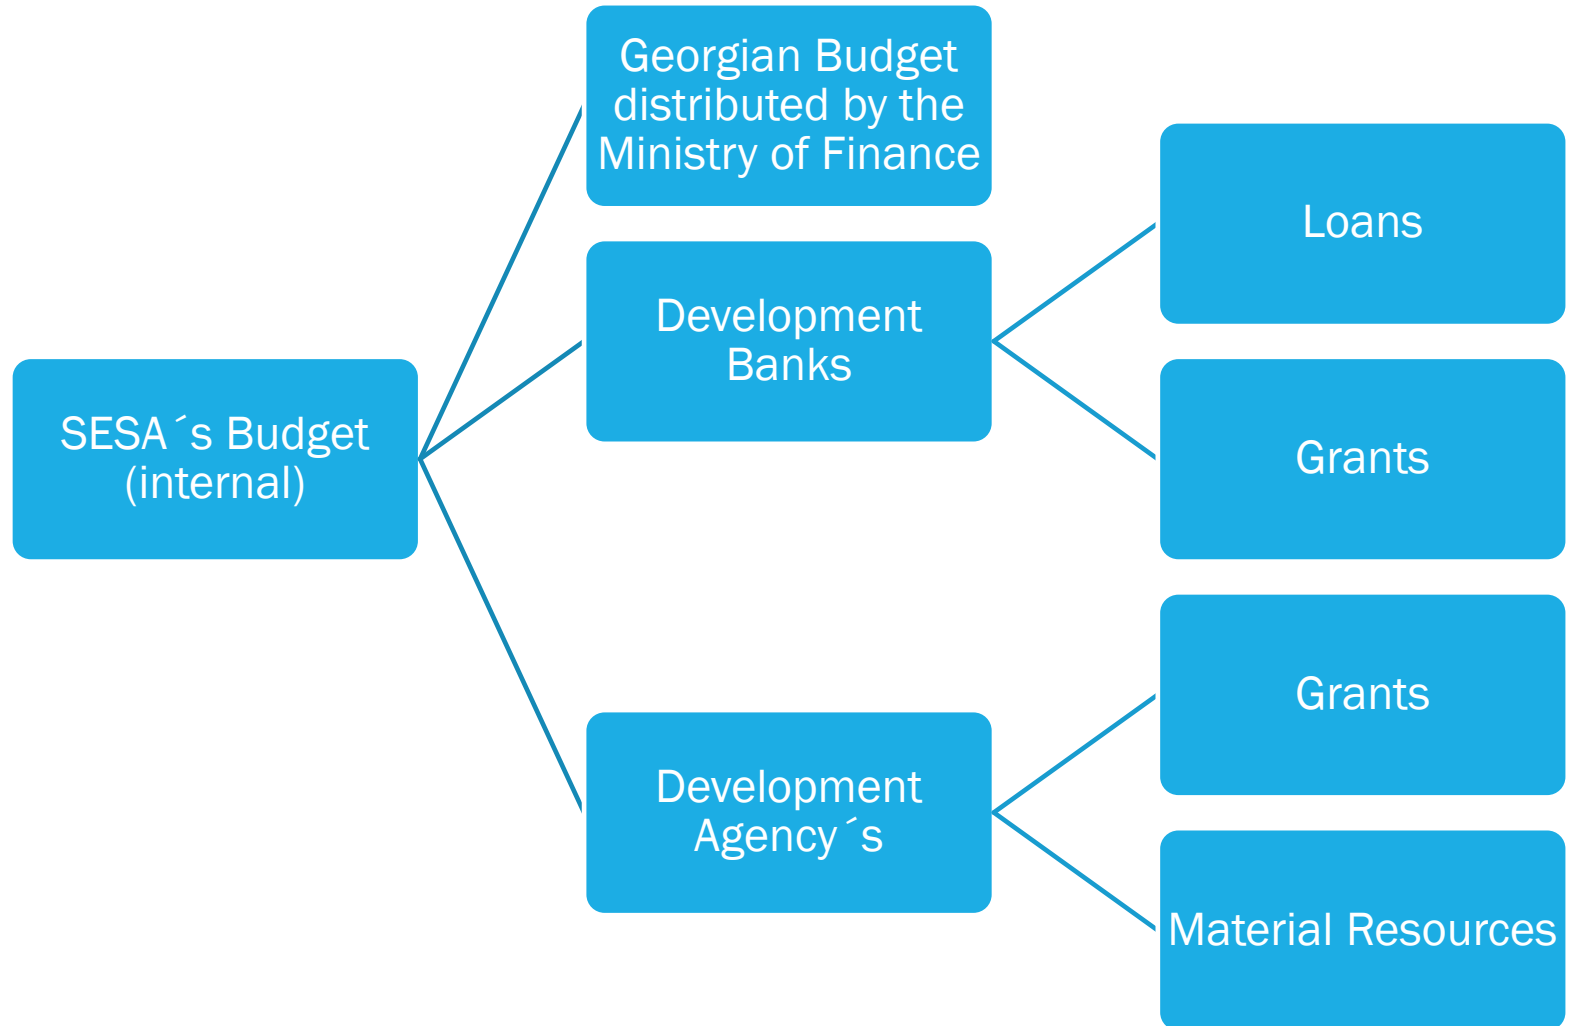 SESA´s Budget
(internal)
Georgian Budget
distributed by the
Ministry of Finance
Development
Banks
Loans
Grants
Development
Agency´s
Grants
Material Resources